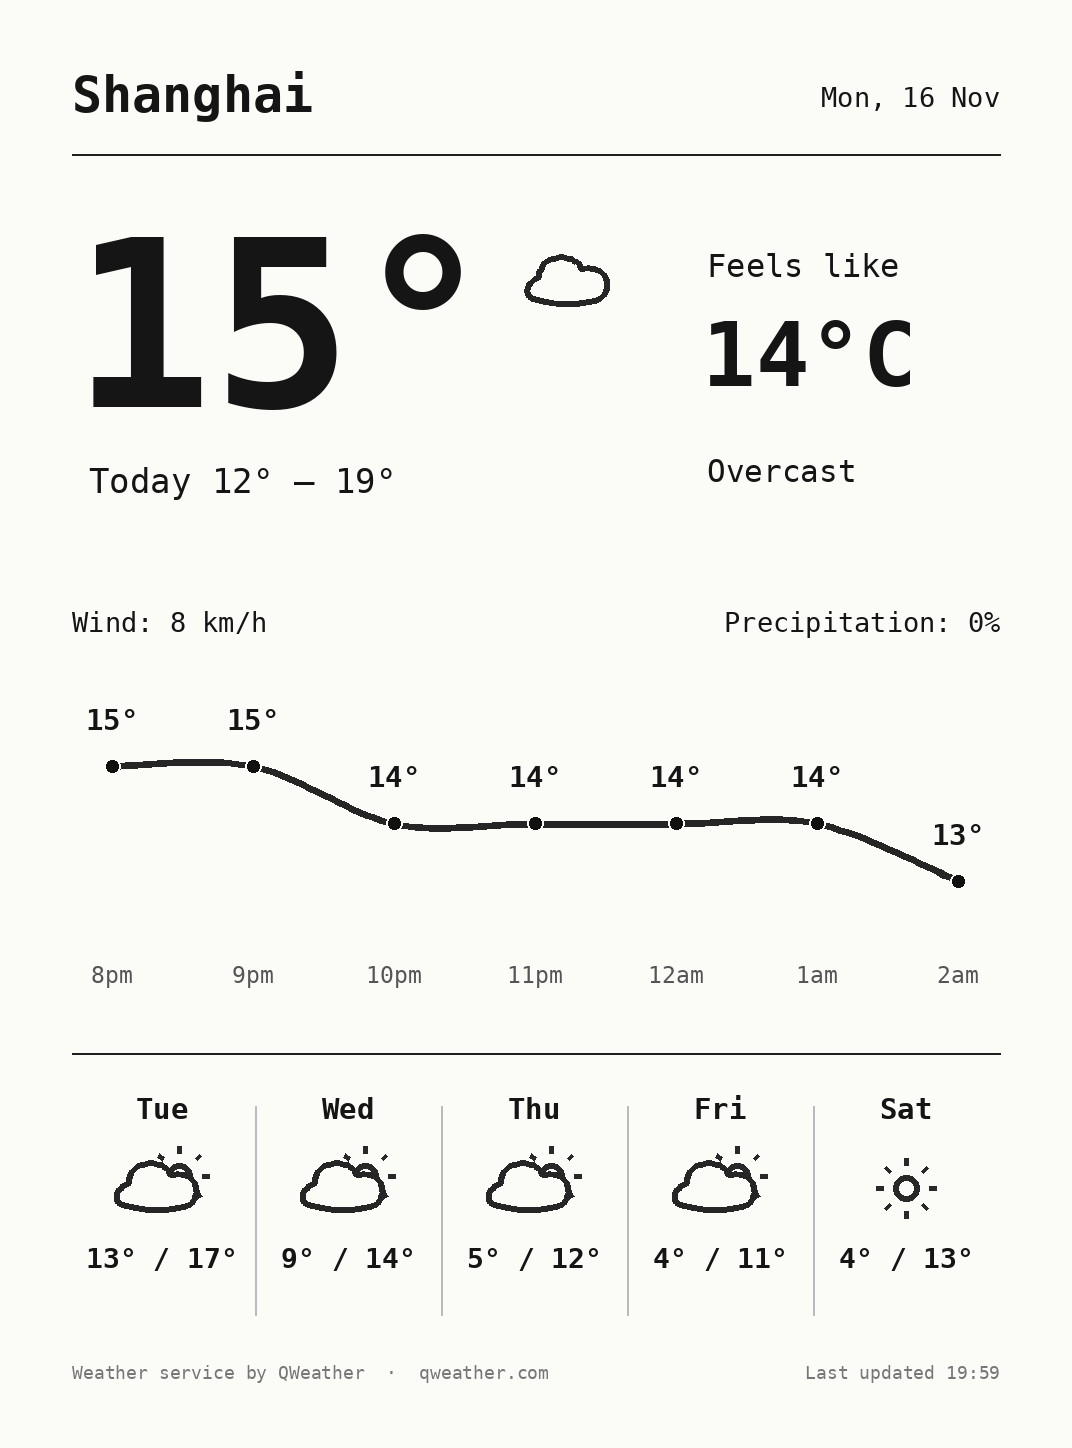 Shanghai
Mon, 16 Nov
15°
Feels like
14°C
Today 12° – 19°
Overcast
Wind: 8 km/h
Precipitation: 0%
15° 15° 14° 14° 14° 14° 13°
8pm 9pm 10pm 11pm 12am 1am 2am
Tue Wed Thu Fri Sat
13° / 17° 9° / 14° 5° / 12° 4° / 11° 4° / 13°
Weather service by QWeather · qweather.com
Last updated 19:59